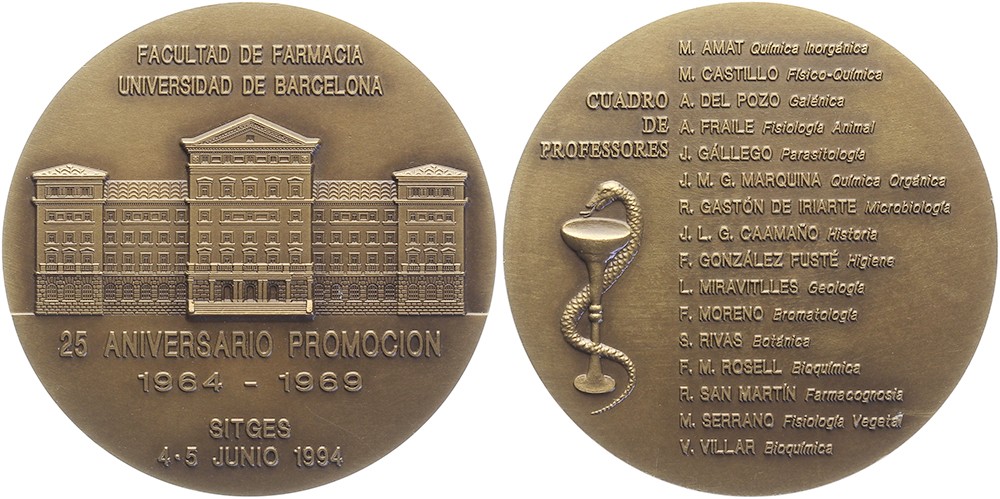 FACULTAD DE FARMACIA
UNIVERSIDAD DE BARCELONA
25 ANIVERSARIO PROMOCION
1964 - 1969
SITGES
4·5 JUNIO 1994
CUADRO
DE
PROFESSORES
M. AMAT Química Inorgánica
M. CASTILLO Físico-Química
A. DEL POZO Galénica
A. FRAILE Fisiología Animal
J. GÁLLEGO Parasitología
J. M. G. MARQUINA Química Orgánica
R. GASTÓN DE IRIARTE Microbiología
J. L. G. CAAMAÑO Historia
F. GONZÁLEZ FUSTÉ Higiene
L. MIRAVITLLES Geología
F. MORENO Bromatología
S. RIVAS Botánica
F. M. ROSELL Bioquímica
R. SAN MARTÍN Farmacognosia
M. SERRANO Fisiología Vegetal
V. VILLAR Bioquímica